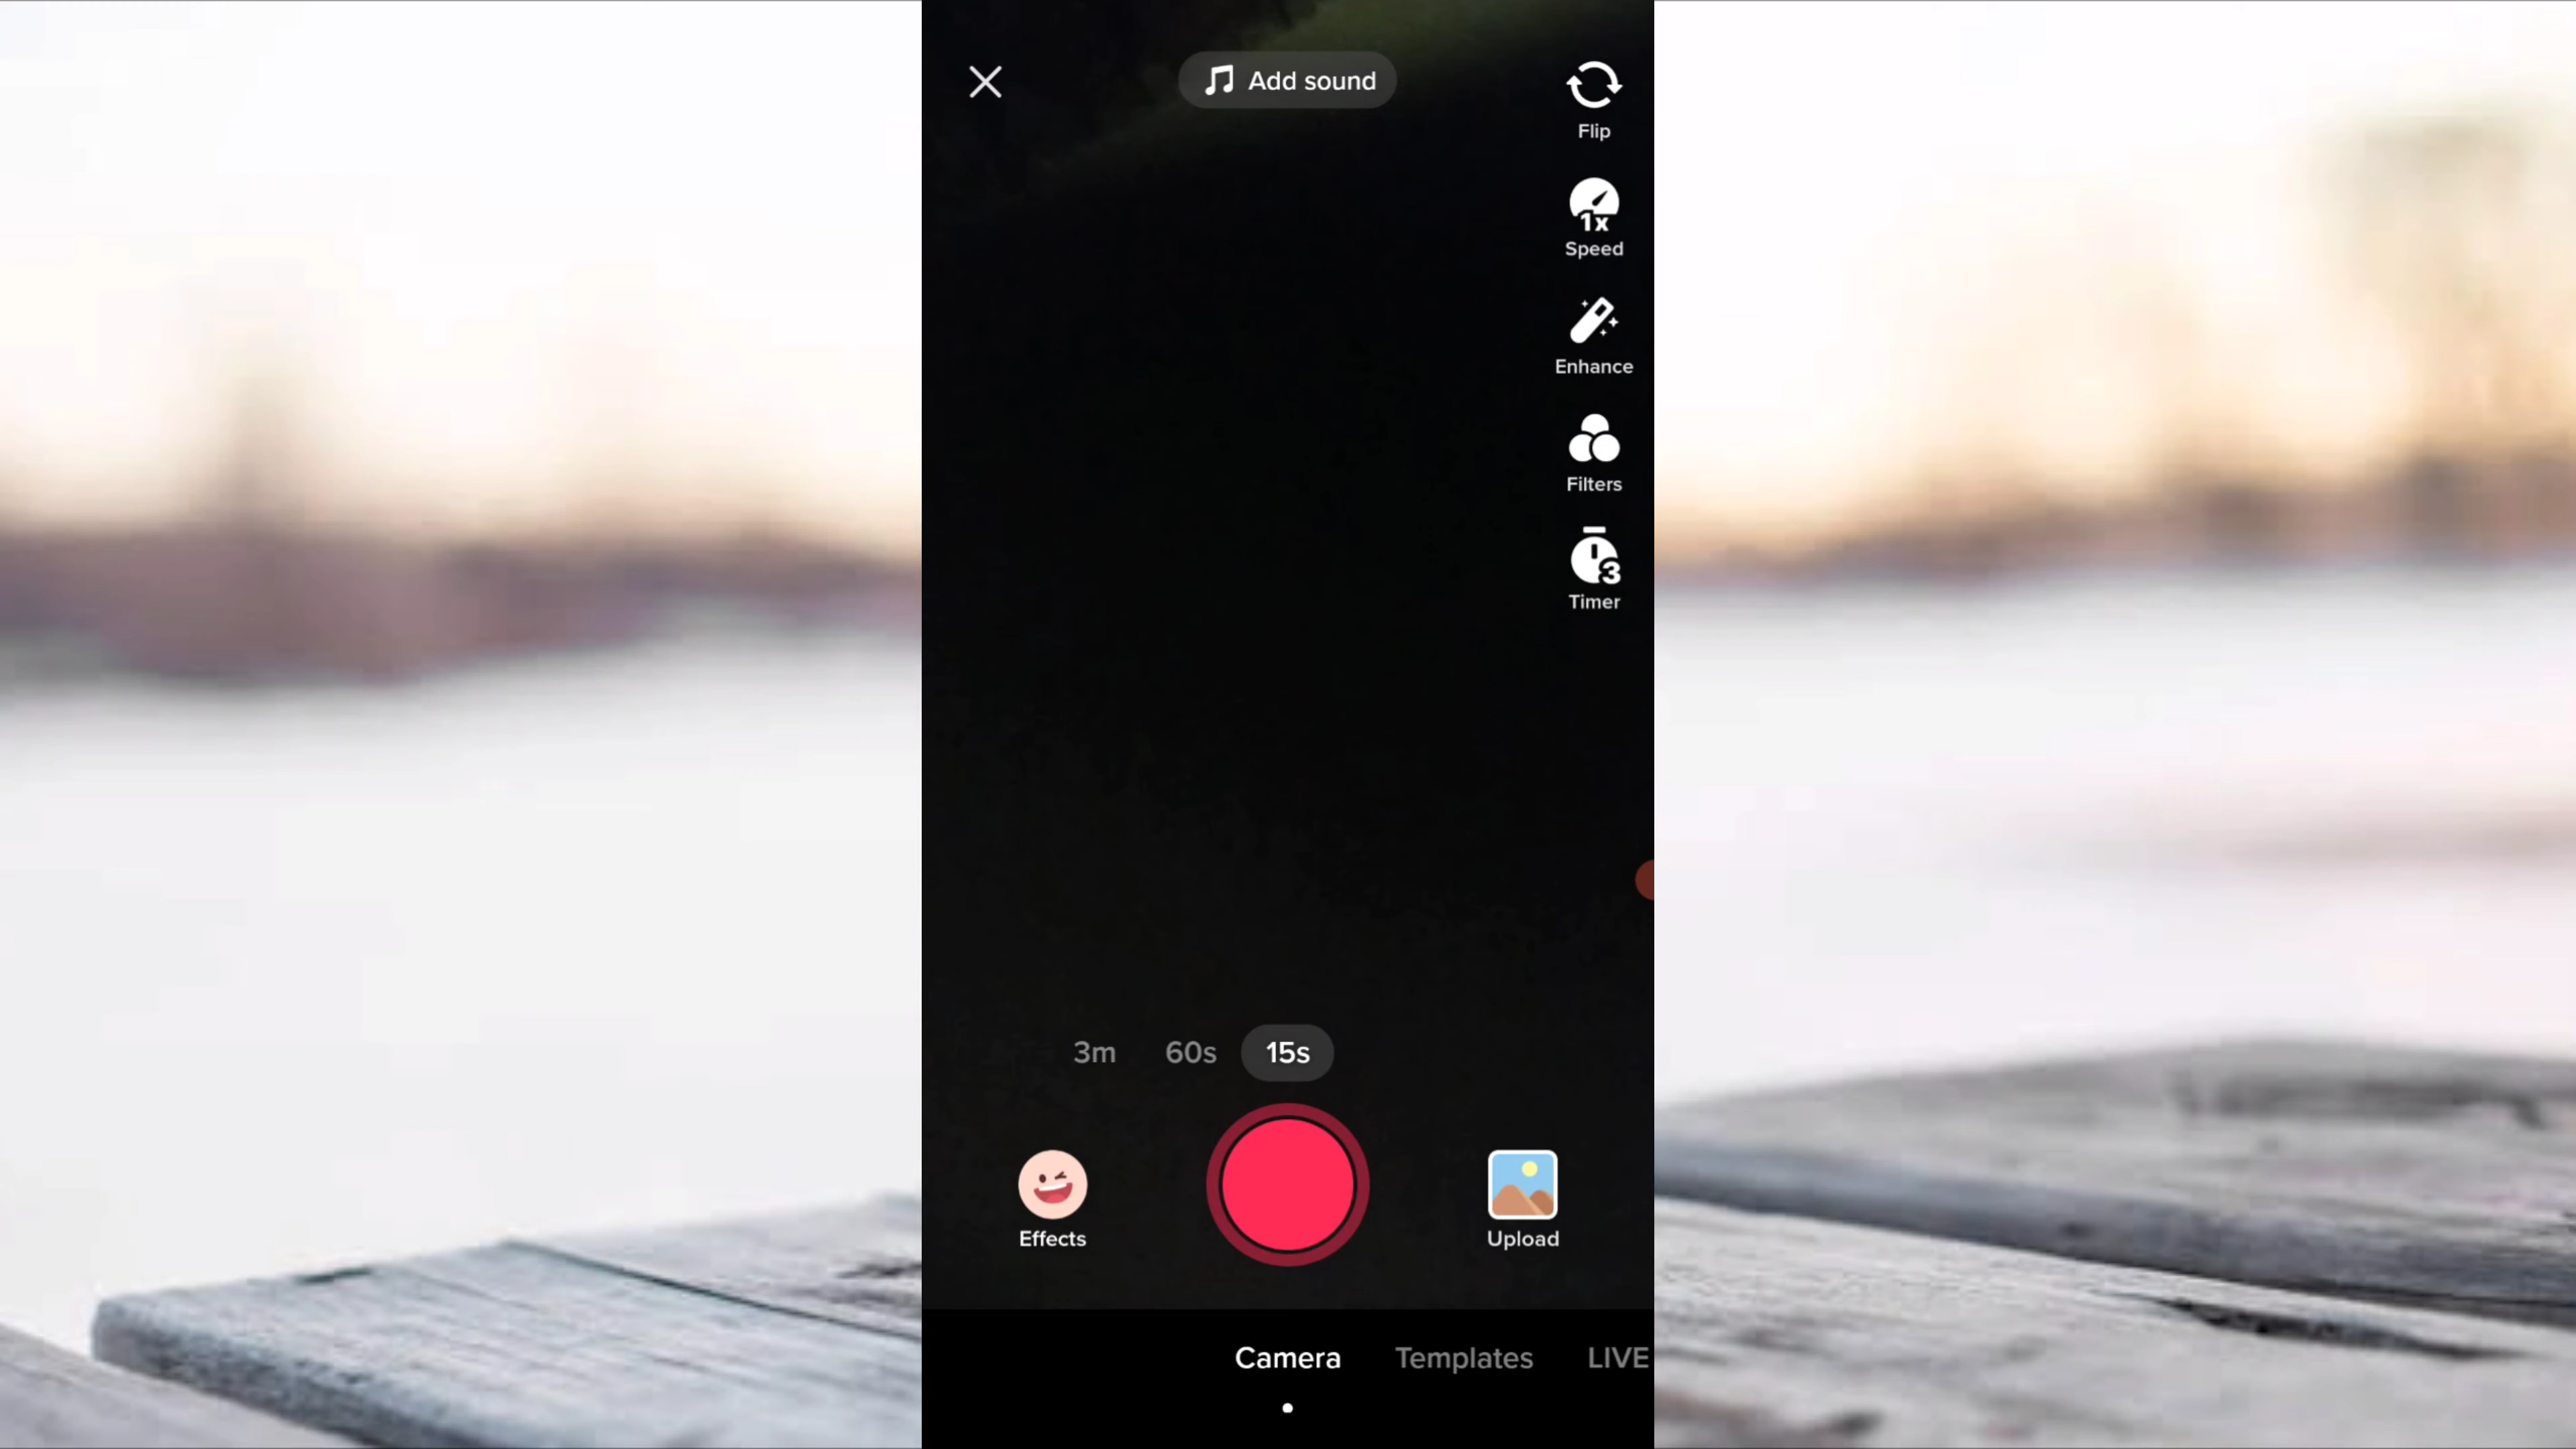 Add sound
Flip
1x
Speed
Enhance
Filters
3
Timer
3m 60s 15s
Effects
Upload
Camera Templates LIVE